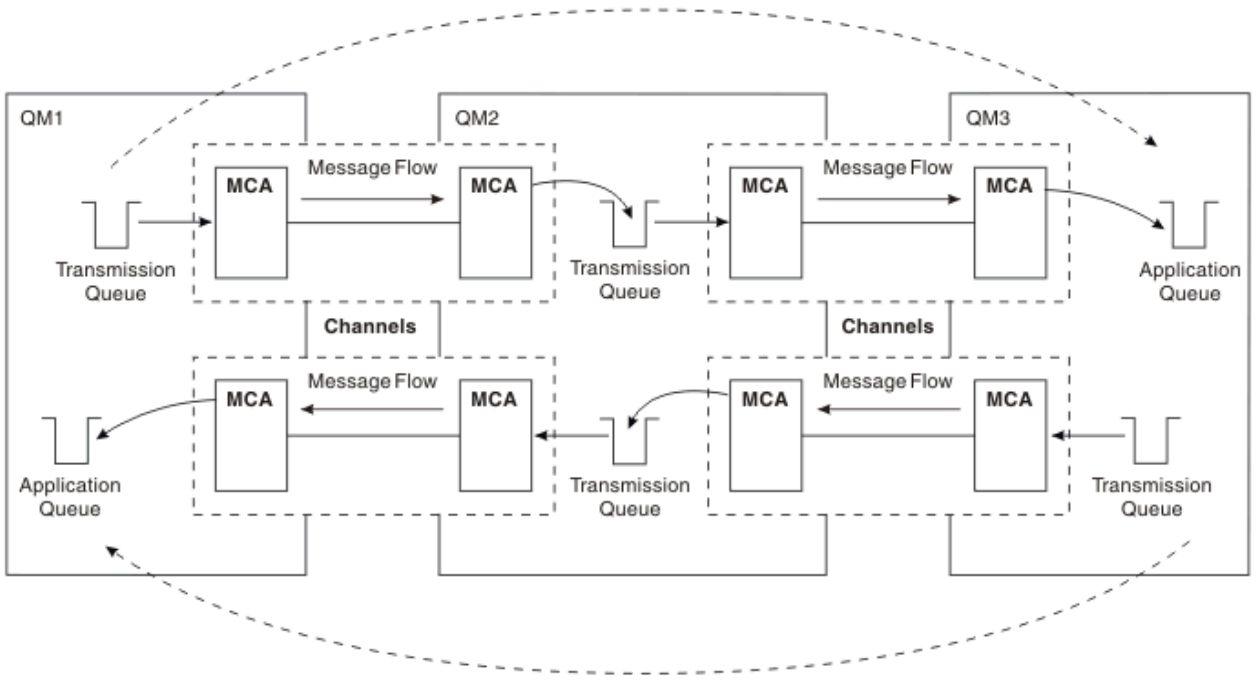 QM1
QM2
QM3
MCA
Message Flow
MCA
MCA
Message Flow
MCA
Transmission
Queue
Transmission
Queue
Application
Queue
Channels
Channels
MCA
Message Flow
MCA
MCA
Message Flow
MCA
Application
Queue
Transmission
Queue
Transmission
Queue